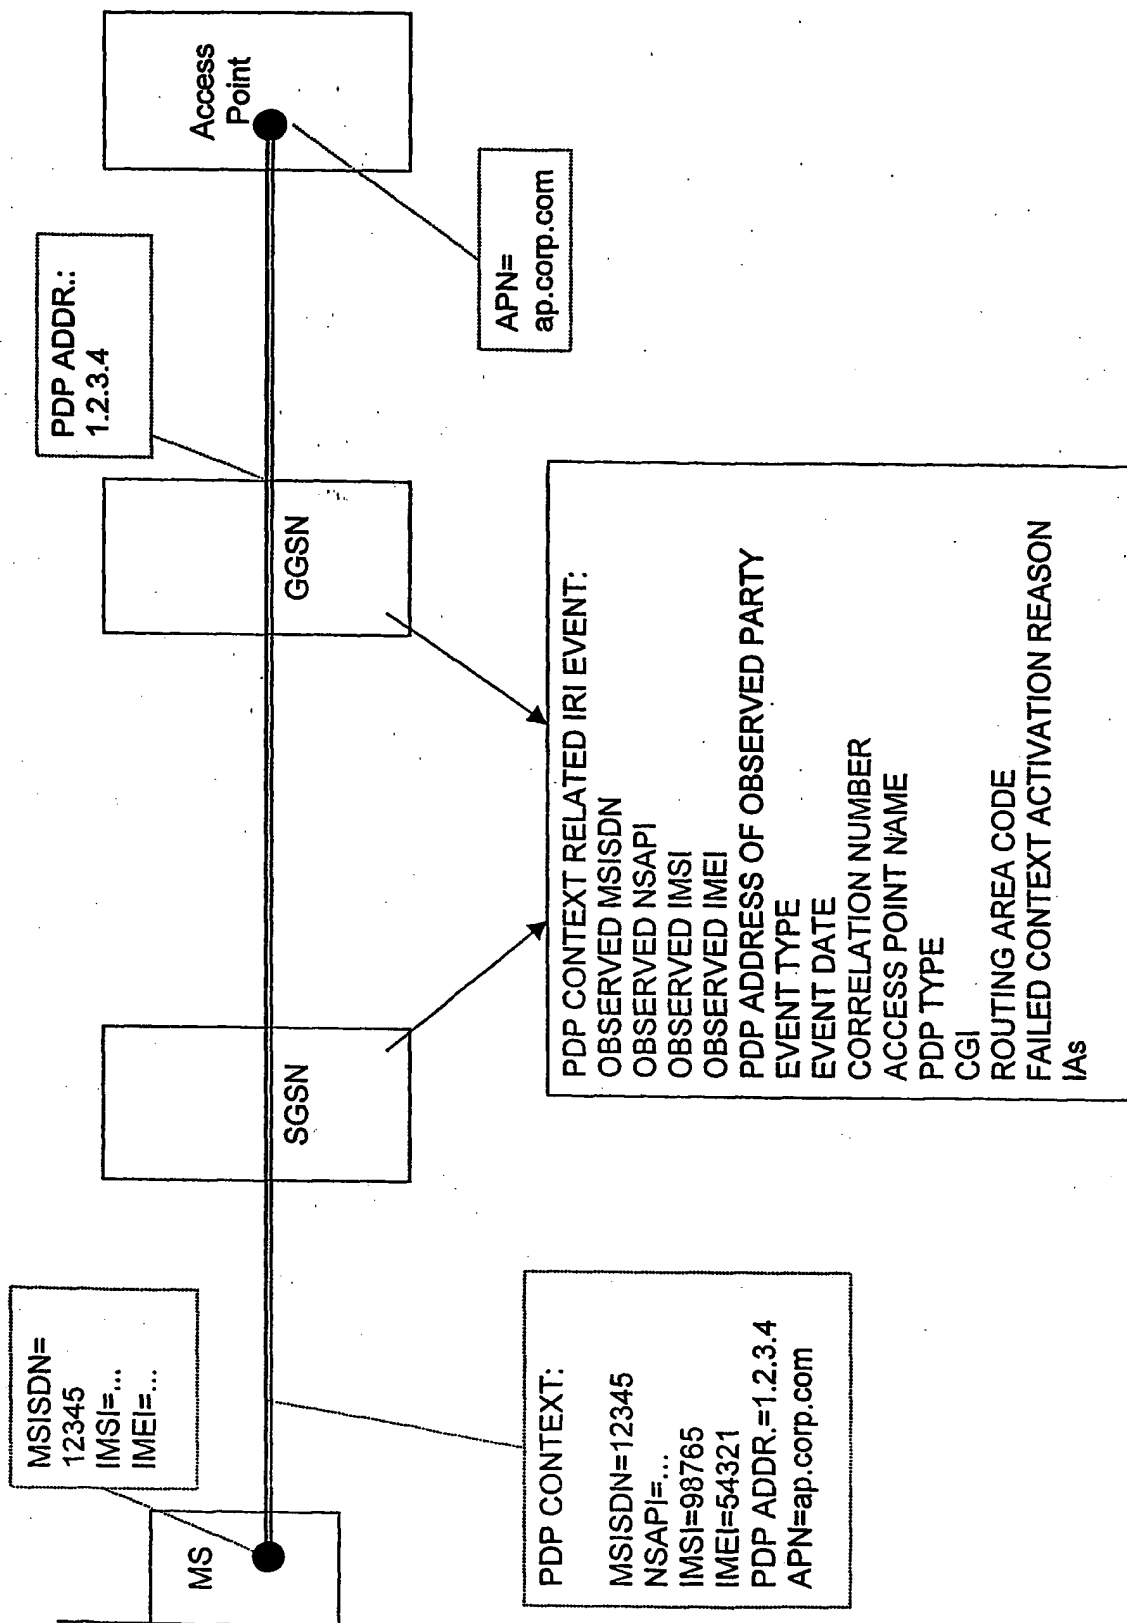 MS
MSISDN=
12345
IMSI=...
IMEI=...
PDP CONTEXT:
MSISDN=12345
NSAPI=...
IMSI=98765
IMEI=54321
PDP ADDR.=1.2.3.4
APN=ap.corp.com
SGSN
GGSN
PDP CONTEXT RELATED IRI EVENT:
OBSERVED MSISDN
OBSERVED NSAPI
OBSERVED IMSI
OBSERVED IMEI
PDP ADDRESS OF OBSERVED PARTY
EVENT TYPE
EVENT DATE
CORRELATION NUMBER
ACCESS POINT NAME
PDP TYPE
CGI
ROUTING AREA CODE
FAILED CONTEXT ACTIVATION REASON
IAs
PDP ADDR.:
1.2.3.4
Access
Point
APN=
ap.corp.com